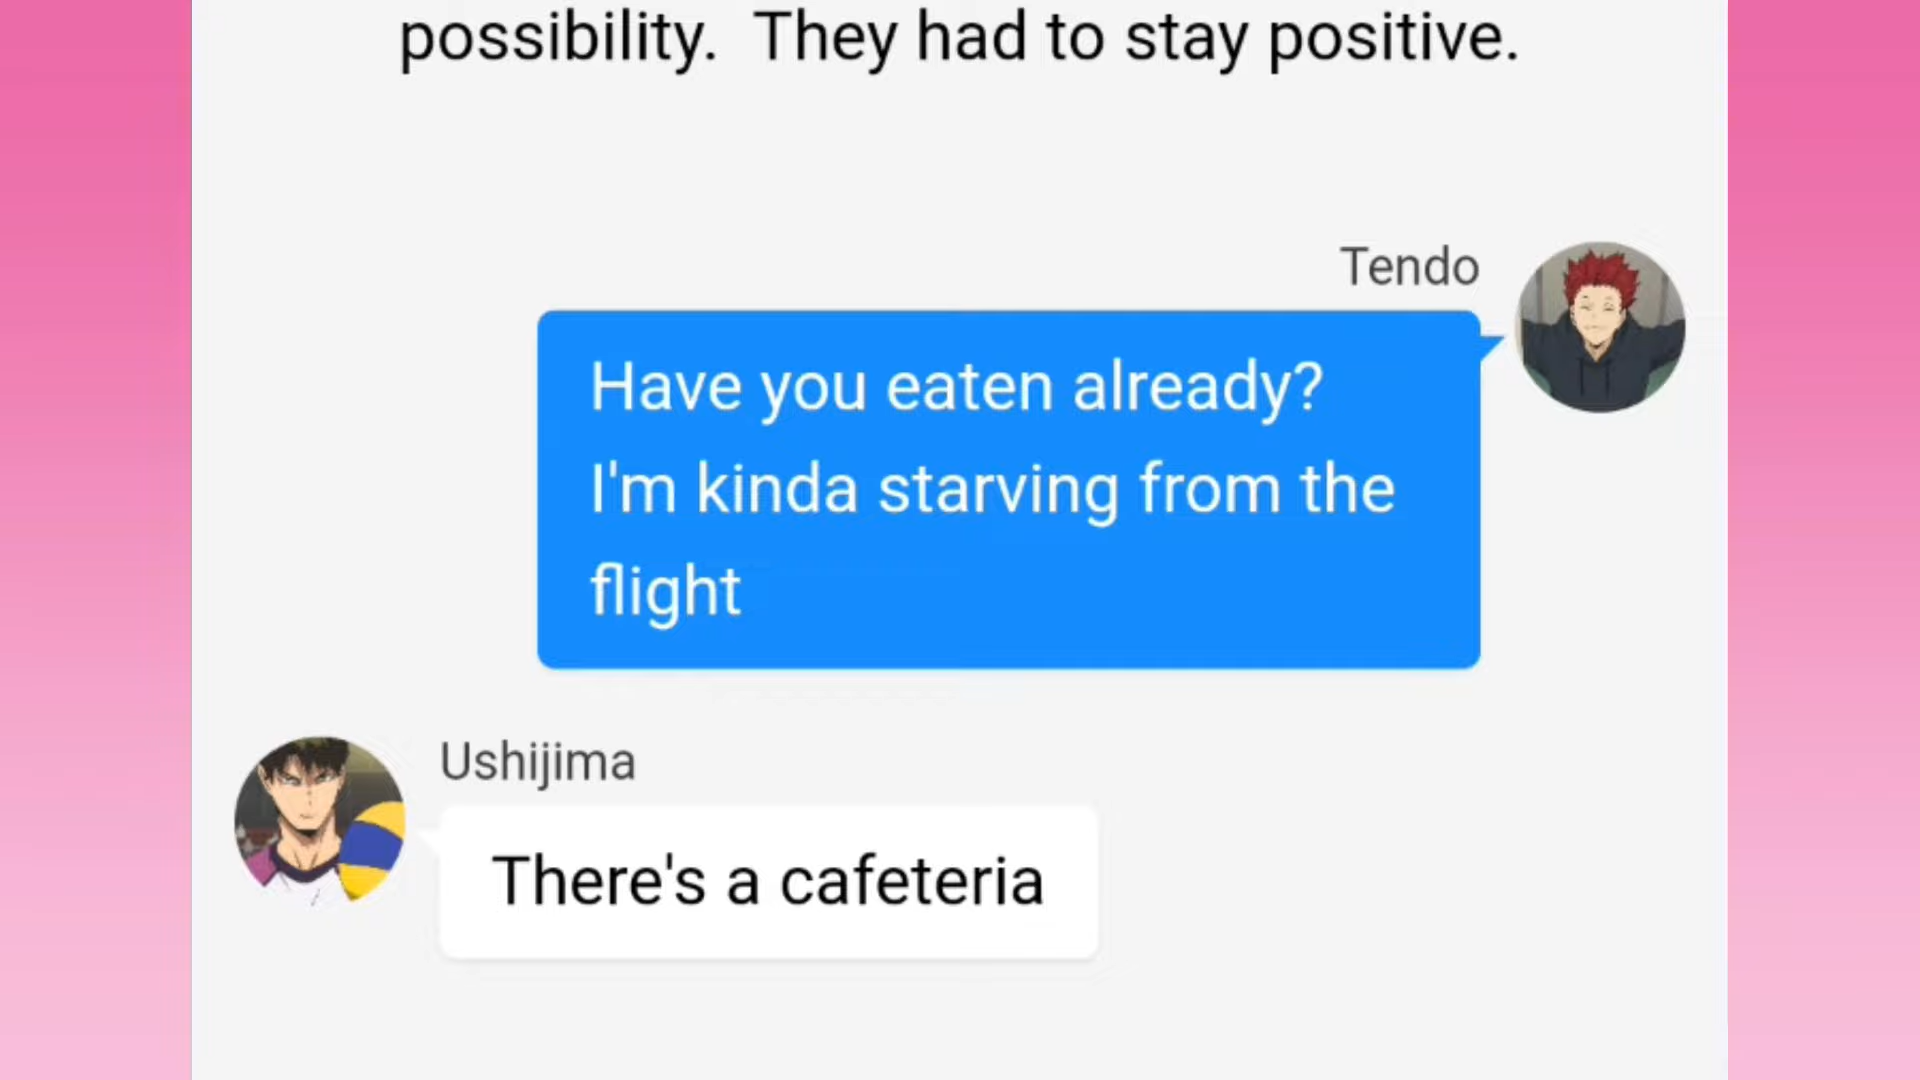 possibility. They had to stay positive.
Tendo
Have you eaten already?
I'm kinda starving from the
flight
Ushijima
There's a cafeteria